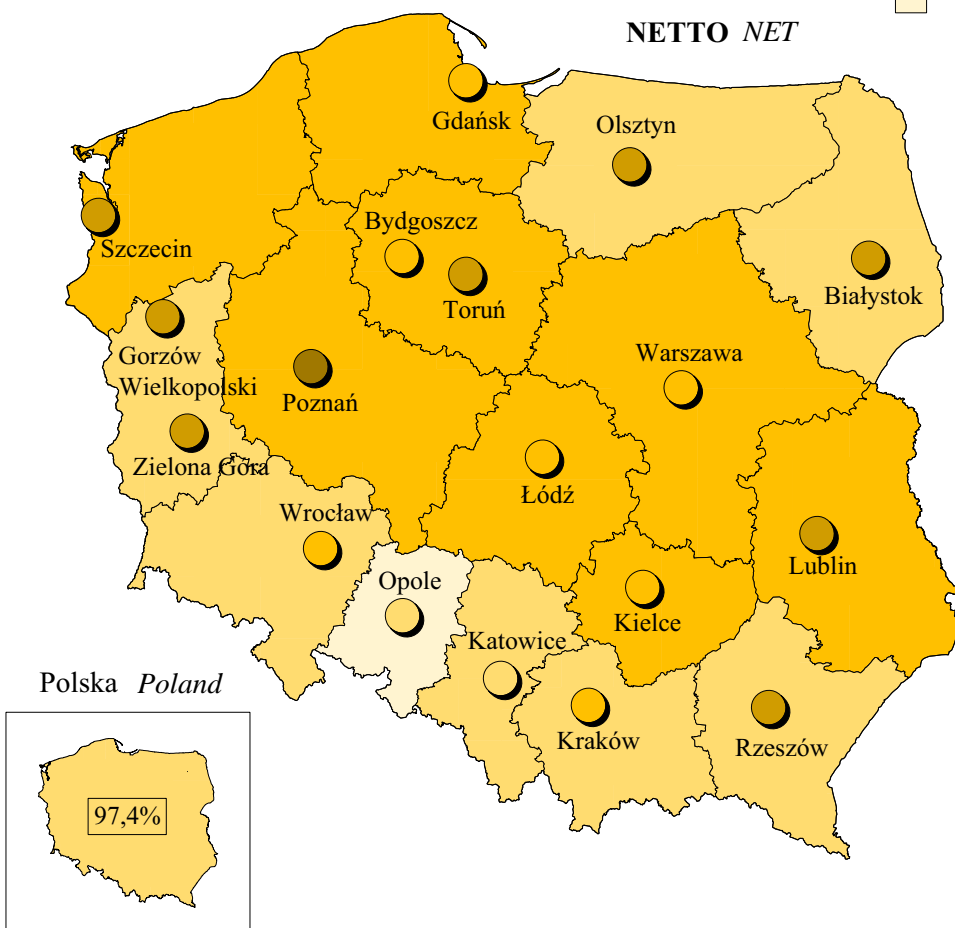 NETTO NET
Gdańsk
Olsztyn
Bydgoszcz
Szczecin
Toruń
Białystok
Gorzów
Wielkopolski
Warszawa
Poznań
Zielona Góra
Łódź
Wrocław
Lublin
Opole
Kielce
Katowice
Polska Poland
Kraków
Rzeszów
97,4%